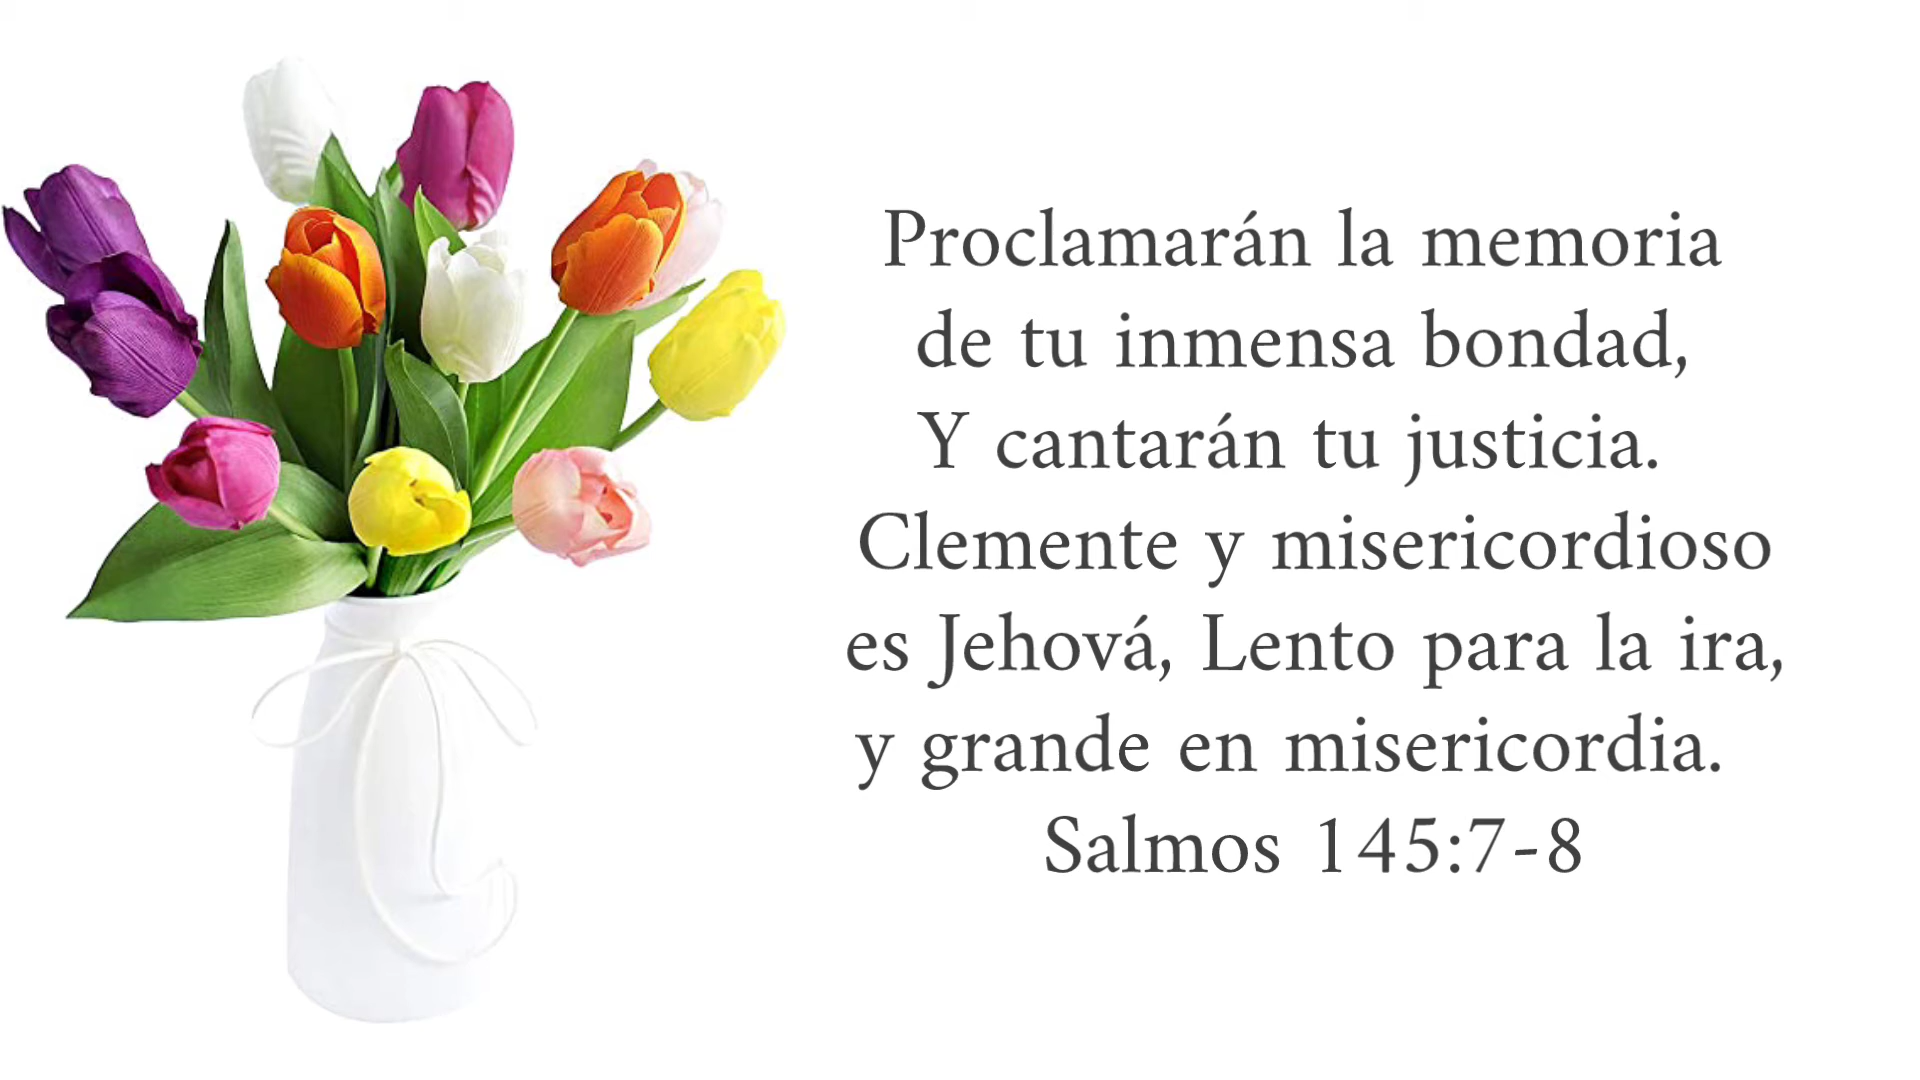 Proclamarán la memoria
de tu inmensa bondad,
Y cantarán tu justicia.
Clemente y misericordioso
es Jehová, Lento para la ira,
y grande en misericordia.
Salmos 145:7-8